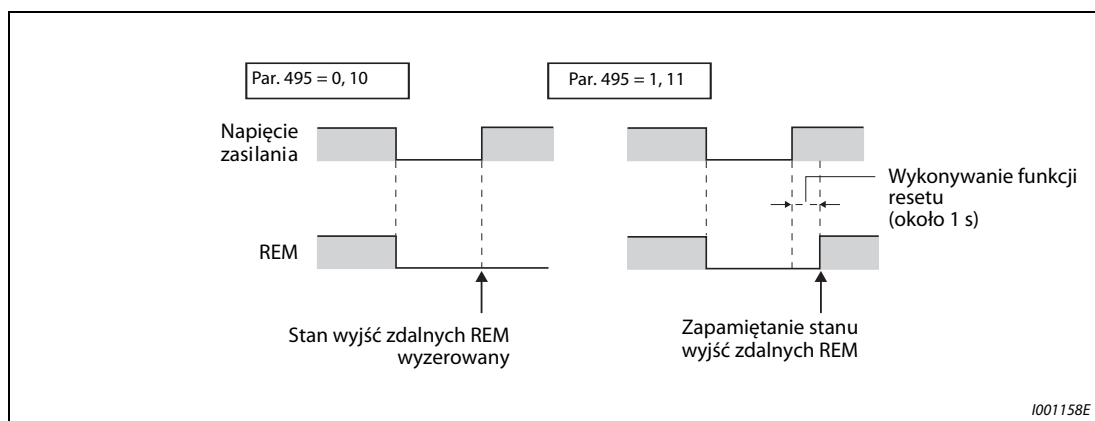 Par. 495 = 0, 10
Par. 495 = 1, 11
Napięcie
zasilania
Wykonywanie funkcji
resetu
(około 1 s)
REM
Stan wyjść zdalnych REM
wyzerowany
Zapamiętanie stanu
wyjść zdalnych REM
I001158E